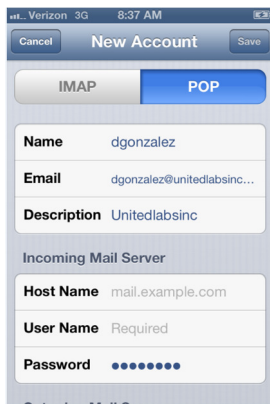 Verizon 3G 8:37 AM
Cancel New Account Save
IMAP POP
Name dgonzalez
Email dgonzalez@unitedlabsinc...
Description Unitedlabsinc
Incoming Mail Server
Host Name mail.example.com
User Name Required
Password ●●●●●●●●